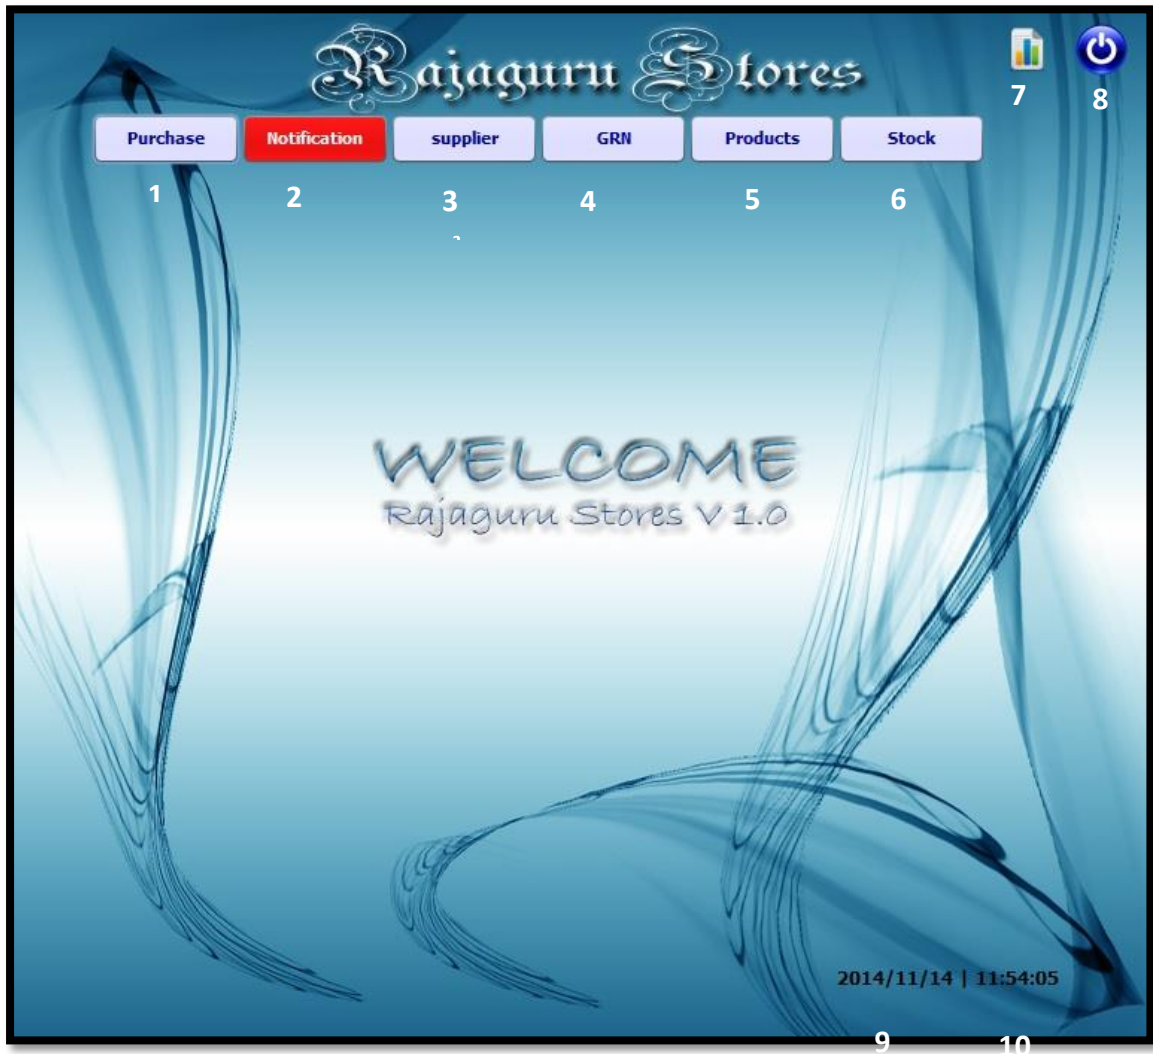 Rajaguru Stores
7 8
Purchase Notification supplier GRN Products Stock
1 2 3 4 5 6
WELCOME
Rajaguru Stores V 1.0
2014/11/14 | 11:54:05
9 10